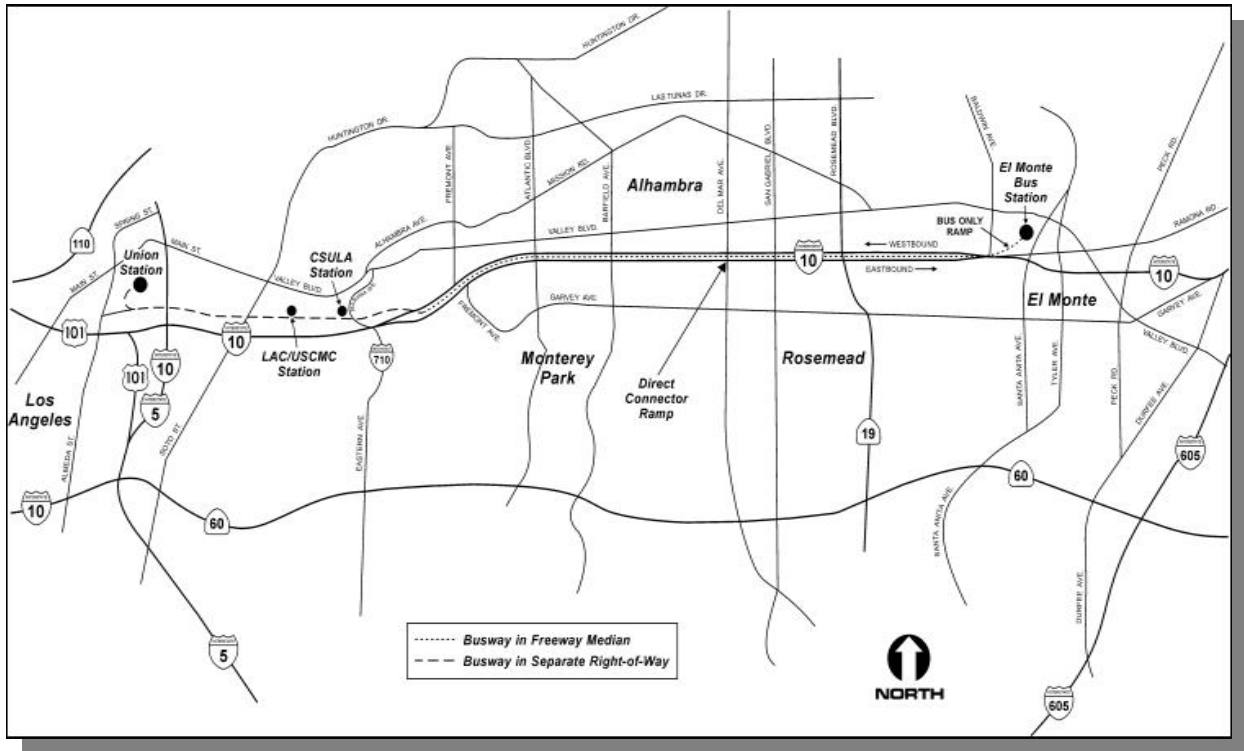 HUNTINGTON DR.
LAS TUNAS DR.
HUNTINGTON DR.
FREMONT AVE.
ATLANTIC BLVD.
BARFIELD AVE.
MISSION RD.
Alhambra
DEL MAR AVE.
SAN GABRIEL BLVD.
ROSEMEAD BLVD.
BALDWIN AVE.
PECK RD.
El Monte
Bus
Station
BUS ONLY
RAMP
RAMONA RD.
110
SPRING ST.
MAIN ST.
MAIN ST.
Union
Station
VALLEY BLVD.
CSULA
Station
ALHAMBRA AVE.
VALLEY BLVD.
WESTBOUND
EASTBOUND
10
10
101
101
10
5
10
LAC/USCMC
Station
710
FREMONT AVE.
GARVEY AVE.
El Monte
GARVEY AVE.
VALLEY BLVD.
Los
Angeles
ALMEDA ST.
SOTO ST.
EASTERN AVE.
Monterey
Park
Direct
Connector
Ramp
Rosemead
19
SANTA ANITA AVE.
TYLER AVE.
PECK RD.
DURFEE AVE.
605
10
60
60
SANTA ANITA AVE.
DURFEE AVE.
5
605
Busway in Freeway Median
Busway in Separate Right-of-Way
NORTH